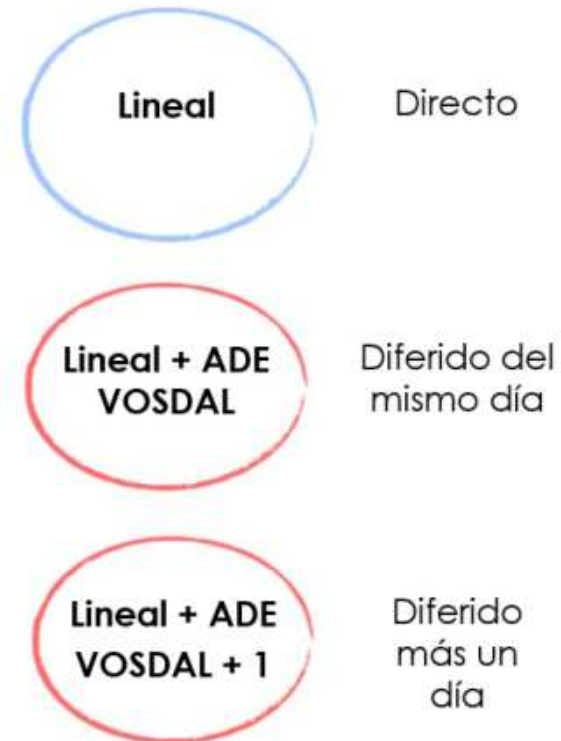 Lineal
Directo
Lineal + ADE
VOSDAL
Diferido del
mismo día
Lineal + ADE
VOSDAL + 1
Diferido
más un
día